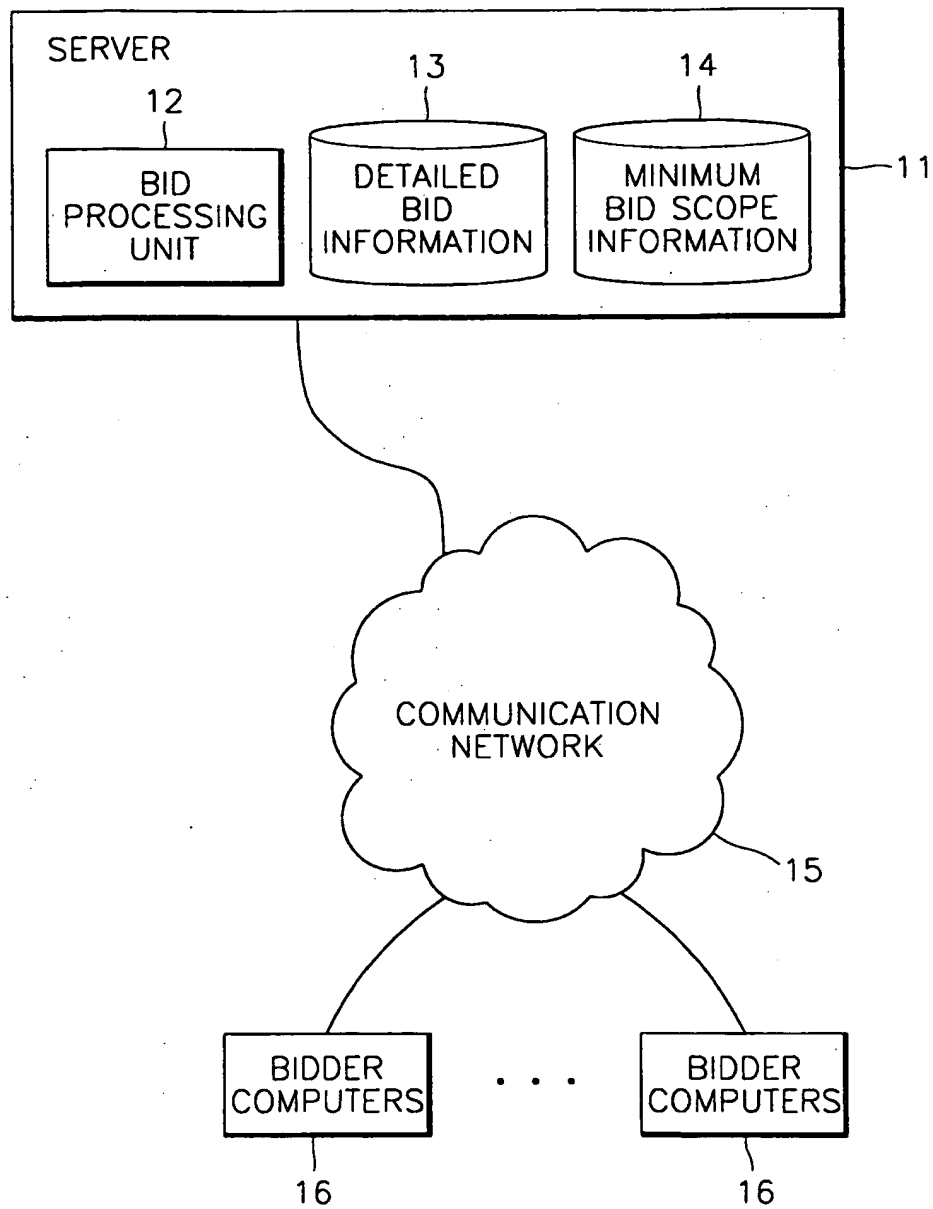 SERVER
12
13
14
BID
PROCESSING
UNIT
DETAILED
BID
INFORMATION
MINIMUM
BID SCOPE
INFORMATION
11
COMMUNICATION
NETWORK
15
BIDDER
COMPUTERS
. . .
BIDDER
COMPUTERS
16
16